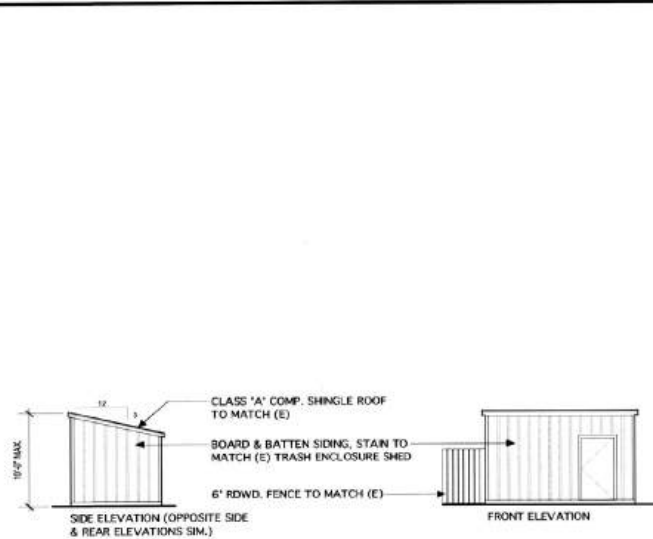 12
3
10'-0" MAX.
CLASS "A" COMP. SHINGLE ROOF
TO MATCH (E)
BOARD & BATTEN SIDING, STAIN TO
MATCH (E) TRASH ENCLOSURE SHED
6' RDWD. FENCE TO MATCH (E)
SIDE ELEVATION (OPPOSITE SIDE
& REAR ELEVATIONS SIM.)
FRONT ELEVATION